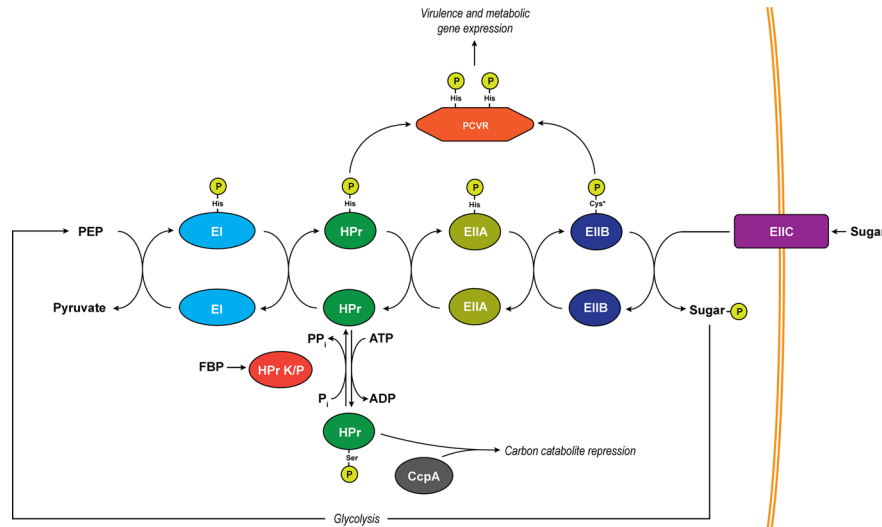 Virulence and metabolic
gene expression
P
P
His
His
PCVR
P
P
P
P
His
His
His
Cys*
PEP
EI
HPr
EIIA
EIIB
EIIC
Sugar
Pyruvate
EI
HPr
EIIA
EIIB
Sugar
P
PPi
ATP
FBP
HPr K/P
Pi
ADP
HPr
Ser
P
Carbon catabolite repression
CcpA
Glycolysis